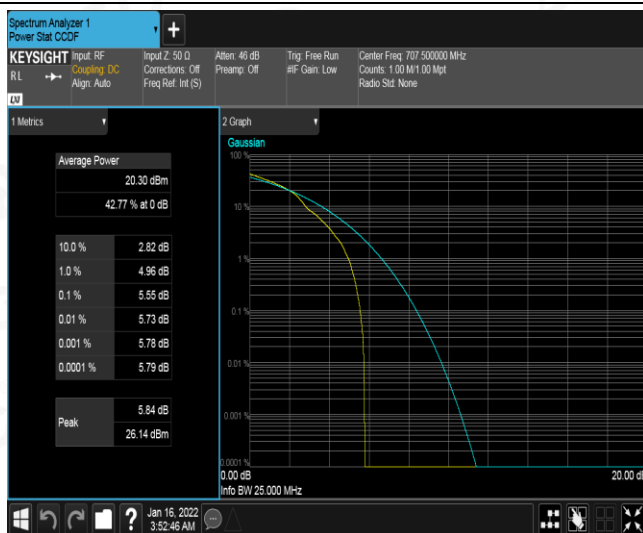 Spectrum Analyzer 1
Power Stat CCDF
+
KEYSIGHT
RL
LXI
Input: RF
Coupling: DC
Align: Auto
Input Z: 50 Ω
Corrections: Off
Freq Ref: Int (S)
Atten: 46 dB
Preamp: Off
Trig: Free Run
#IF Gain: Low
Center Freq: 707.500000 MHz
Counts: 1.00 M/1.00 Mpt
Radio Std: None
1 Metrics
Average Power
20.30 dBm
42.77 % at 0 dB
10.0 % 2.82 dB
1.0 % 4.96 dB
0.1 % 5.55 dB
0.01 % 5.73 dB
0.001 % 5.78 dB
0.0001 % 5.79 dB
Peak
5.84 dB
26.14 dBm
2 Graph
Gaussian
100 %
10 %
1 %
0.1 %
0.01 %
0.001 %
0.0001 %
0.00 dB
20.00 d
Info BW 25.000 MHz
?
Jan 16, 2022
3:52:46 AM